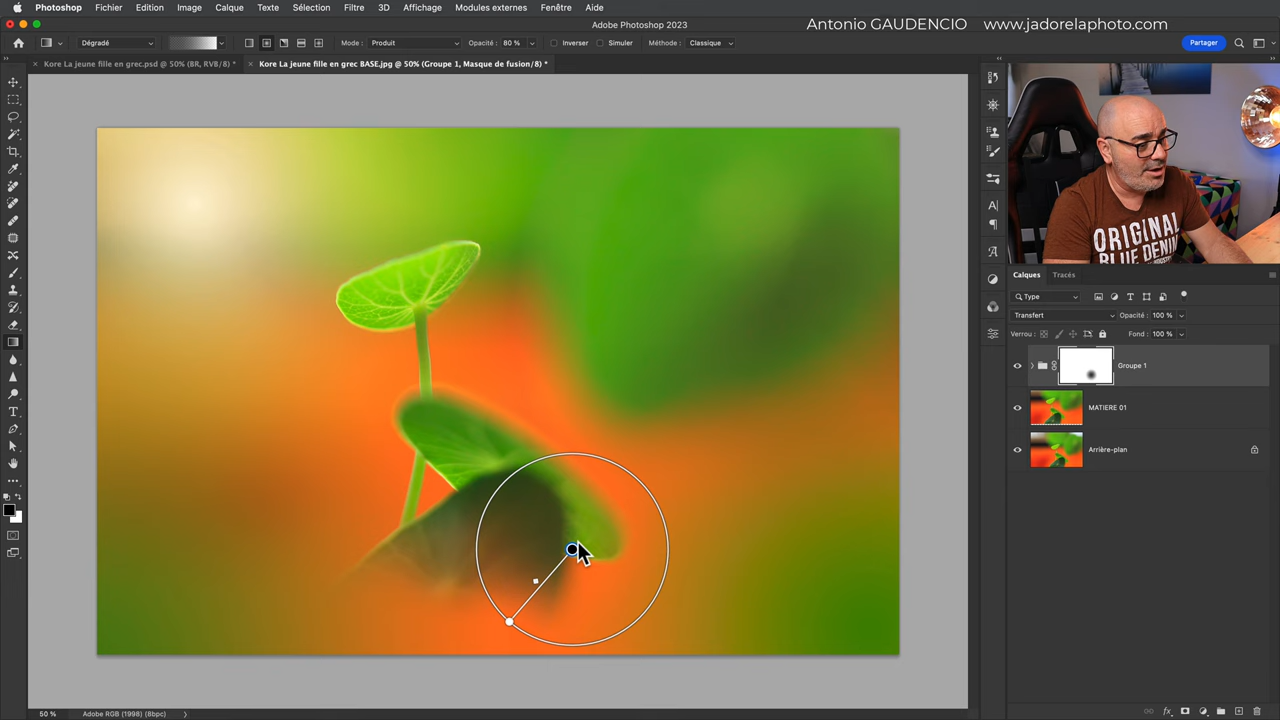 Photoshop Fichier Edition Image Calque Texte Sélection Filtre 3D Affichage Modules externes Fenêtre Aide
Adobe Photoshop 2023
Antonio GAUDENCIO www.jadorelaphoto.com
Dégradé Mode : Produit Opacité : 80 % Inverser Simuler Méthode : Classique Partager
Kore La jeune fille en grec.psd @ 50% (BR, RVB/8) *
Kore La jeune fille en grec BASE.jpg @ 50% (Groupe 1, Masque de fusion/8) *
ORIGINAL
BLUE DENIM
Calques Tracés
Type
Transfert Opacité : 100 %
Verrou : Fond : 100 %
Groupe 1
MATIERE 01
Arrière-plan
50 % Adobe RGB (1998) (8bpc)